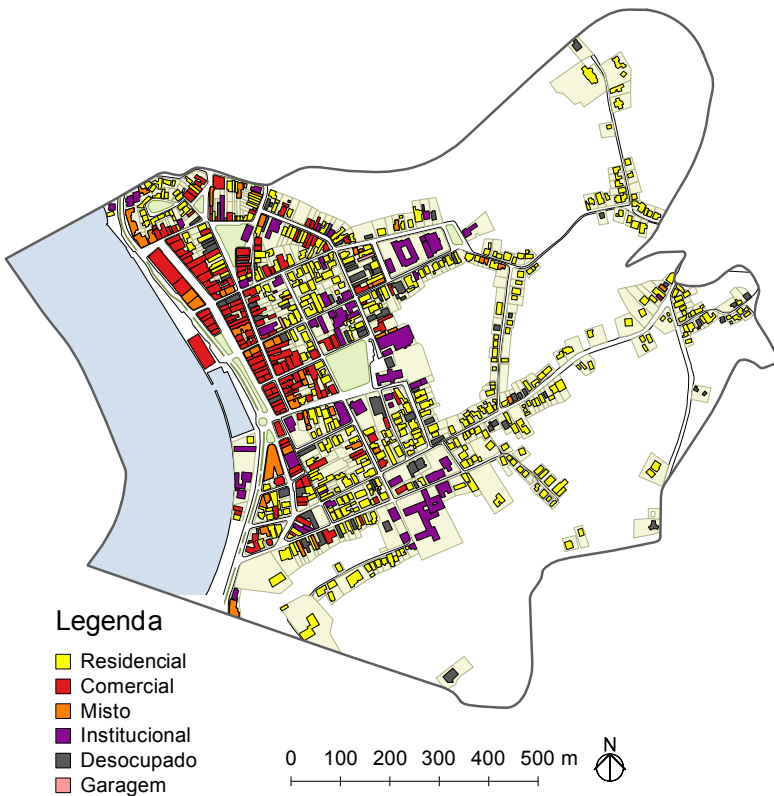 Legenda
Residencial
Comercial
Misto
Institucional
Desocupado
Garagem
0 100 200 300 400 500 m
N